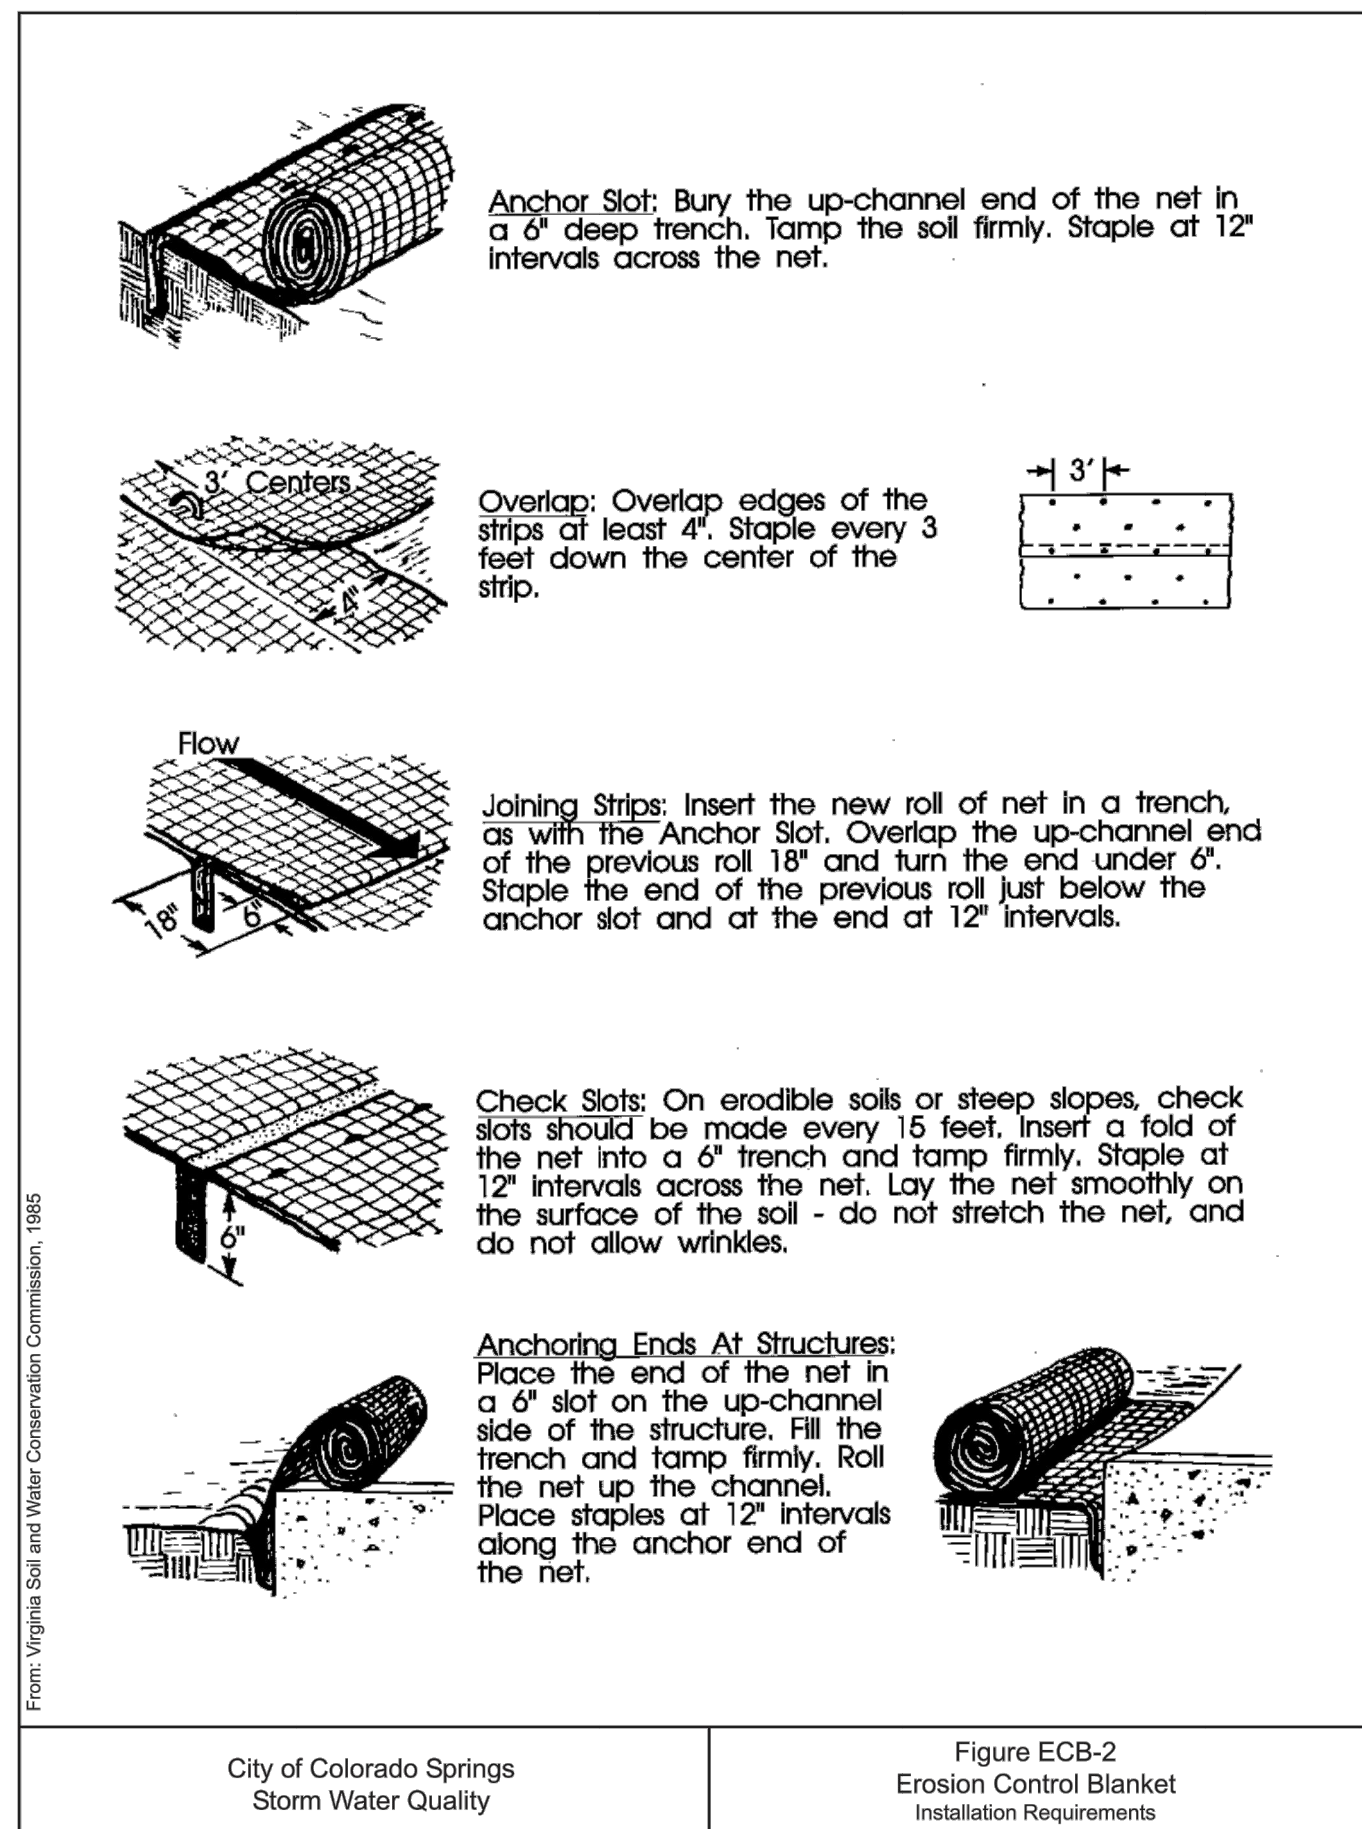 Anchor Slot: Bury the up-channel end of the net in
a 6" deep trench. Tamp the soil firmly. Staple at 12"
intervals across the net.
3' Centers
4"
Overlap: Overlap edges of the
strips at least 4". Staple every 3
feet down the center of the
strip.
3'
Flow
18"
6"
Joining Strips: Insert the new roll of net in a trench,
as with the Anchor Slot. Overlap the up-channel end
of the previous roll 18" and turn the end under 6".
Staple the end of the previous roll just below the
anchor slot and at the end at 12" intervals.
6"
Check Slots: On erodible soils or steep slopes, check
slots should be made every 15 feet. Insert a fold of
the net into a 6" trench and tamp firmly. Staple at
12" intervals across the net. Lay the net smoothly on
the surface of the soil - do not stretch the net, and
do not allow wrinkles.
Anchoring Ends At Structures:
Place the end of the net in
a 6" slot on the up-channel
side of the structure. Fill the
trench and tamp firmly. Roll
the net up the channel.
Place staples at 12" intervals
along the anchor end of
the net.
From: Virginia Soil and Water Conservation Commission, 1985
City of Colorado Springs
Storm Water Quality
Figure ECB-2
Erosion Control Blanket
Installation Requirements